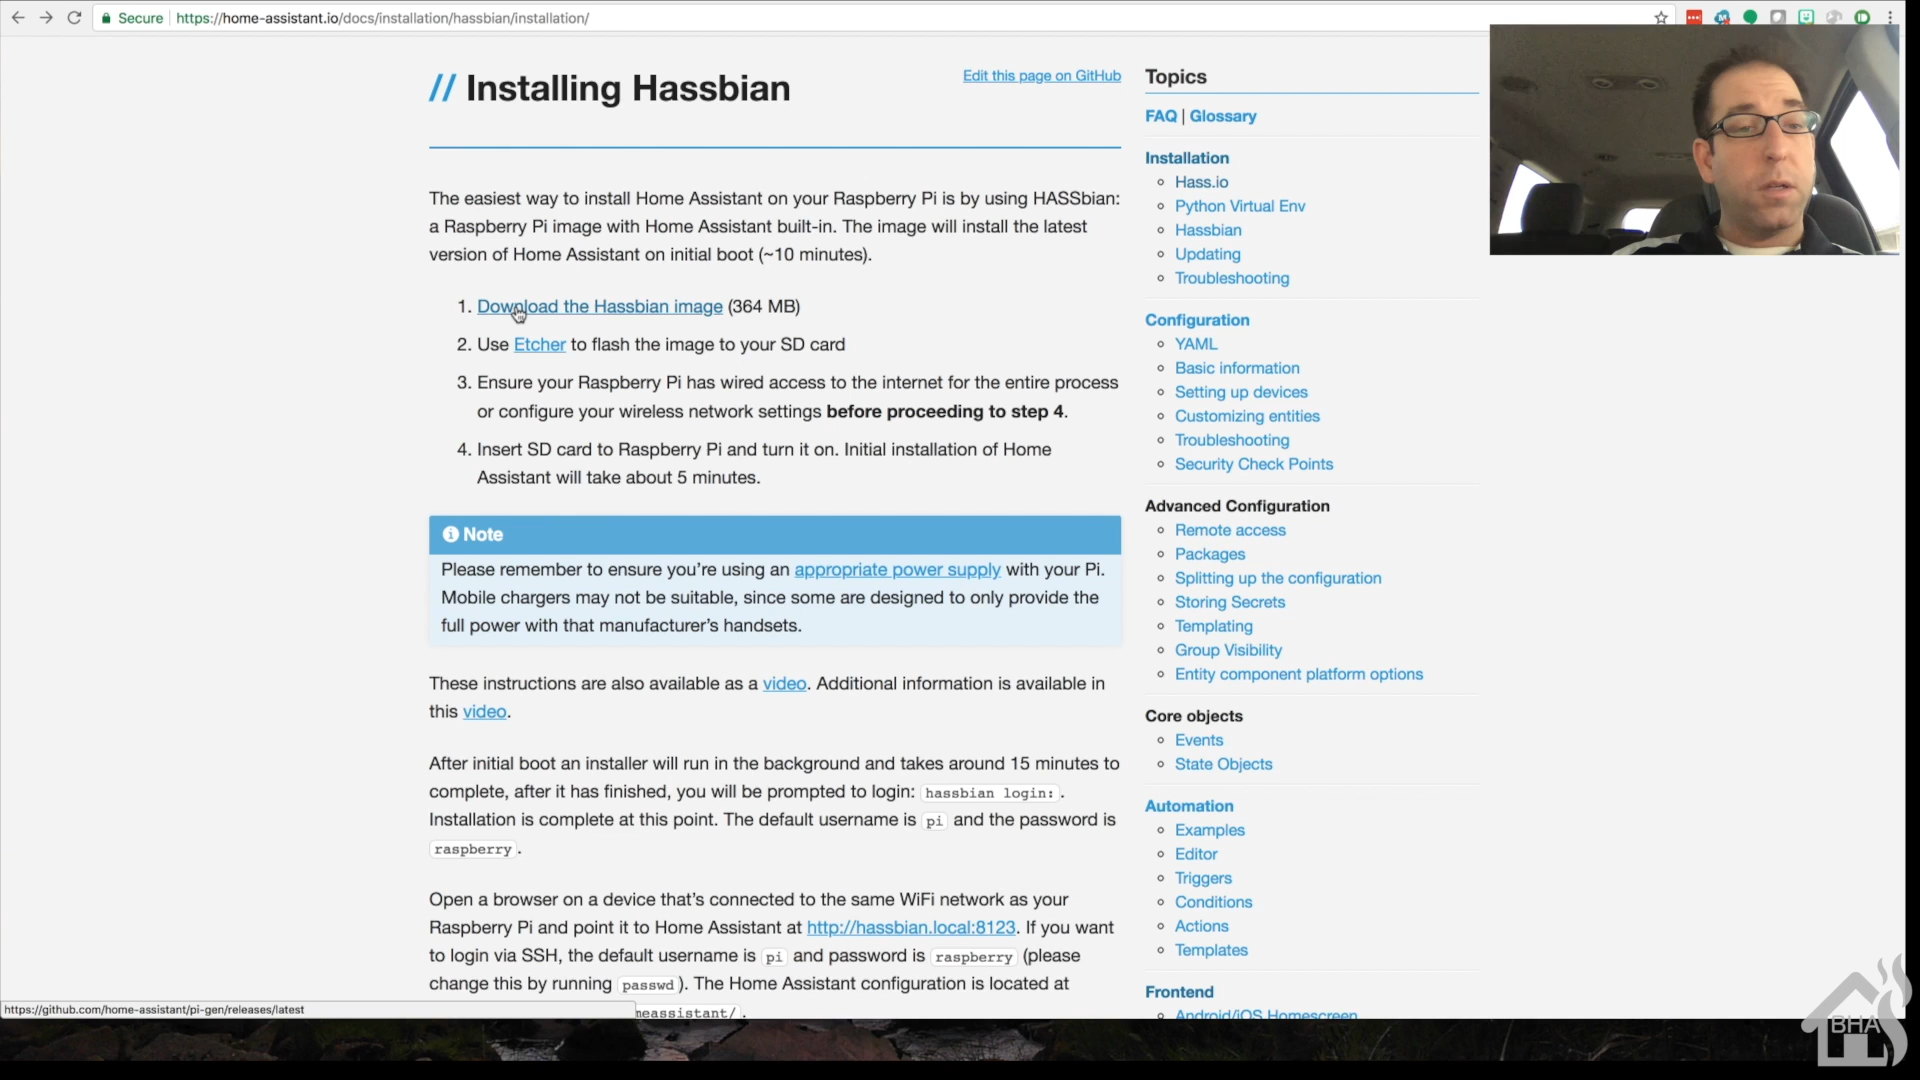 Secure https://home-assistant.io/docs/installation/hassbian/installation/
// Installing Hassbian
Edit this page on GitHub
The easiest way to install Home Assistant on your Raspberry Pi is by using HASSbian:
a Raspberry Pi image with Home Assistant built-in. The image will install the latest
version of Home Assistant on initial boot (~10 minutes).
1. Download the Hassbian image (364 MB)
2. Use Etcher to flash the image to your SD card
3. Ensure your Raspberry Pi has wired access to the internet for the entire process
or configure your wireless network settings before proceeding to step 4.
4. Insert SD card to Raspberry Pi and turn it on. Initial installation of Home
Assistant will take about 5 minutes.
Note
Please remember to ensure you're using an appropriate power supply with your Pi.
Mobile chargers may not be suitable, since some are designed to only provide the
full power with that manufacturer's handsets.
These instructions are also available as a video. Additional information is available in
this video.
After initial boot an installer will run in the background and takes around 15 minutes to
complete, after it has finished, you will be prompted to login: hassbian login: .
Installation is complete at this point. The default username is pi and the password is
raspberry .
Open a browser on a device that's connected to the same WiFi network as your
Raspberry Pi and point it to Home Assistant at http://hassbian.local:8123. If you want
to login via SSH, the default username is pi and password is raspberry (please
change this by running passwd ). The Home Assistant configuration is located at
meassistant/ .
https://github.com/home-assistant/pi-gen/releases/latest
Topics
FAQ | Glossary
Installation
Hass.io
Python Virtual Env
Hassbian
Updating
Troubleshooting
Configuration
YAML
Basic information
Setting up devices
Customizing entities
Troubleshooting
Security Check Points
Advanced Configuration
Remote access
Packages
Splitting up the configuration
Storing Secrets
Templating
Group Visibility
Entity component platform options
Core objects
Events
State Objects
Automation
Examples
Editor
Triggers
Conditions
Actions
Templates
Frontend
Android/iOS Homescreen
BHA